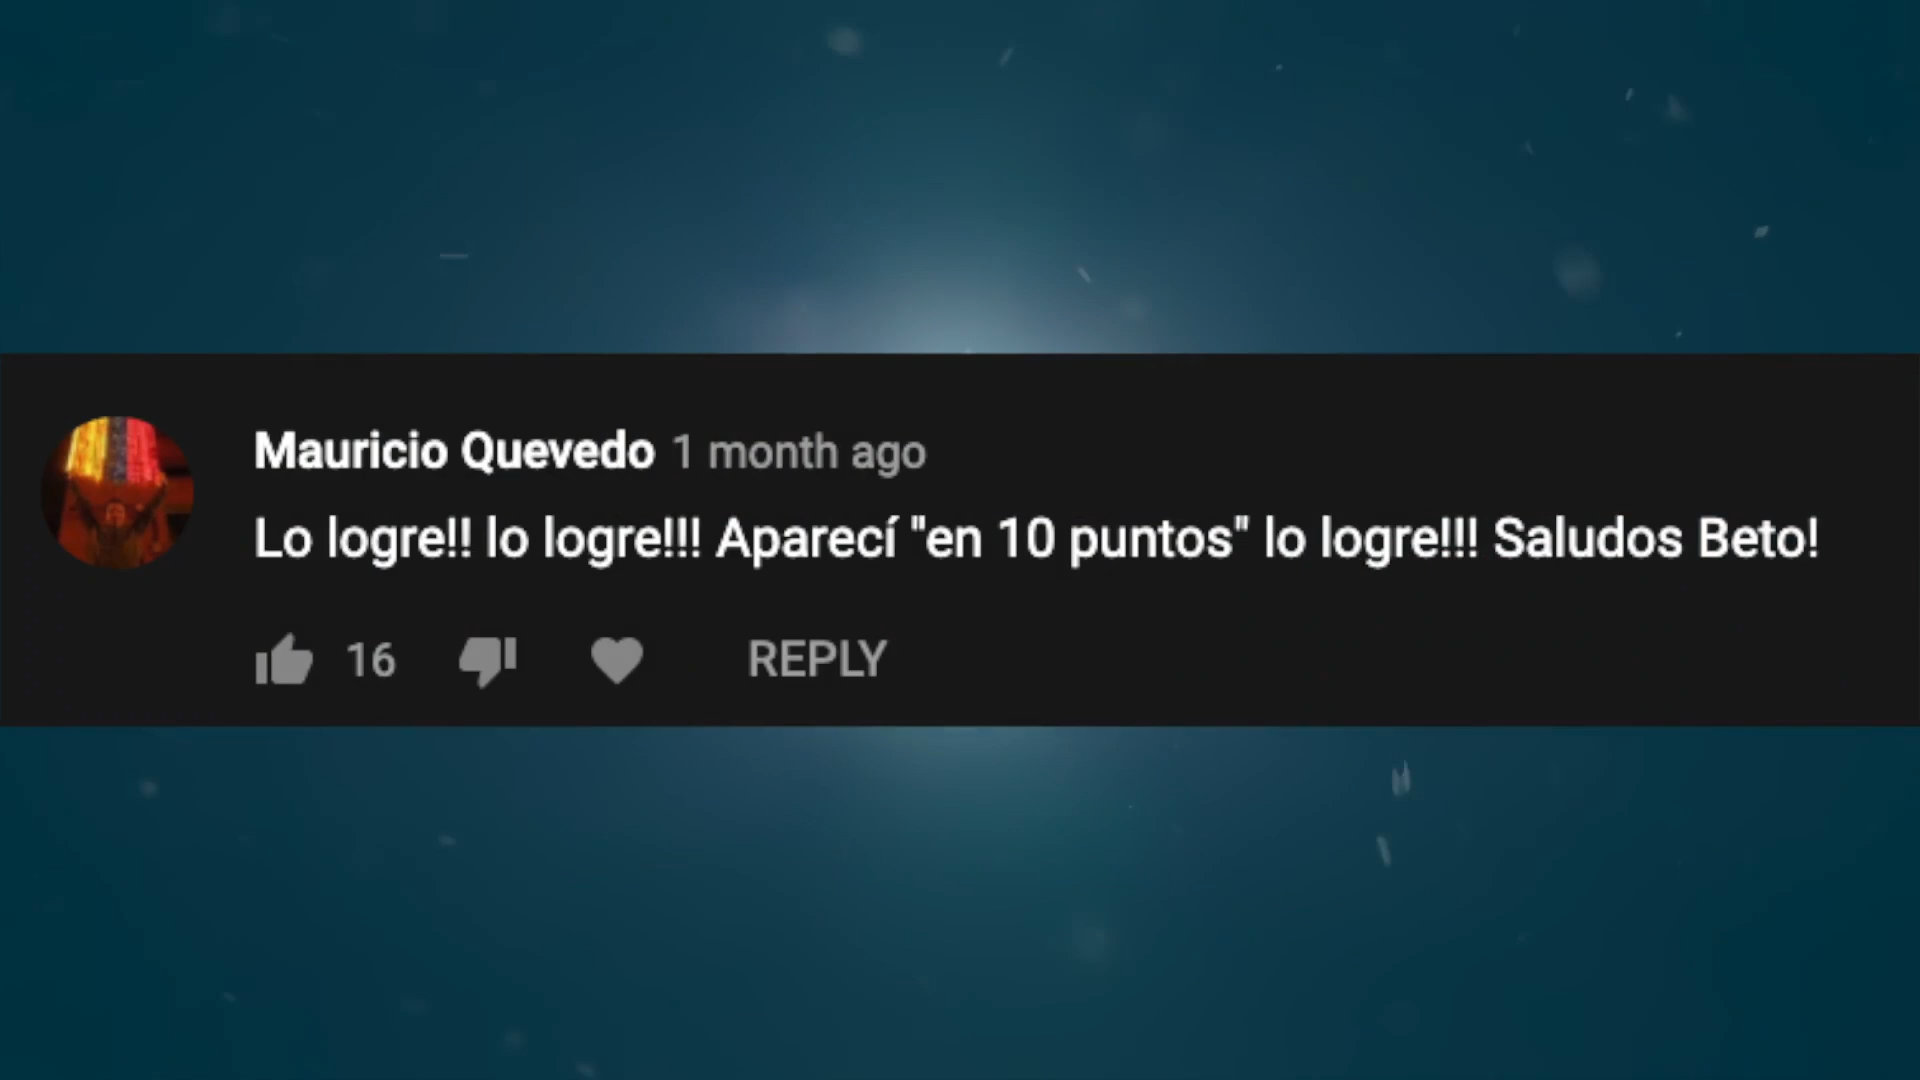 Mauricio Quevedo 1 month ago
Lo logre!! lo logre!!! Aparecí "en 10 puntos" lo logre!!! Saludos Beto!
16 REPLY